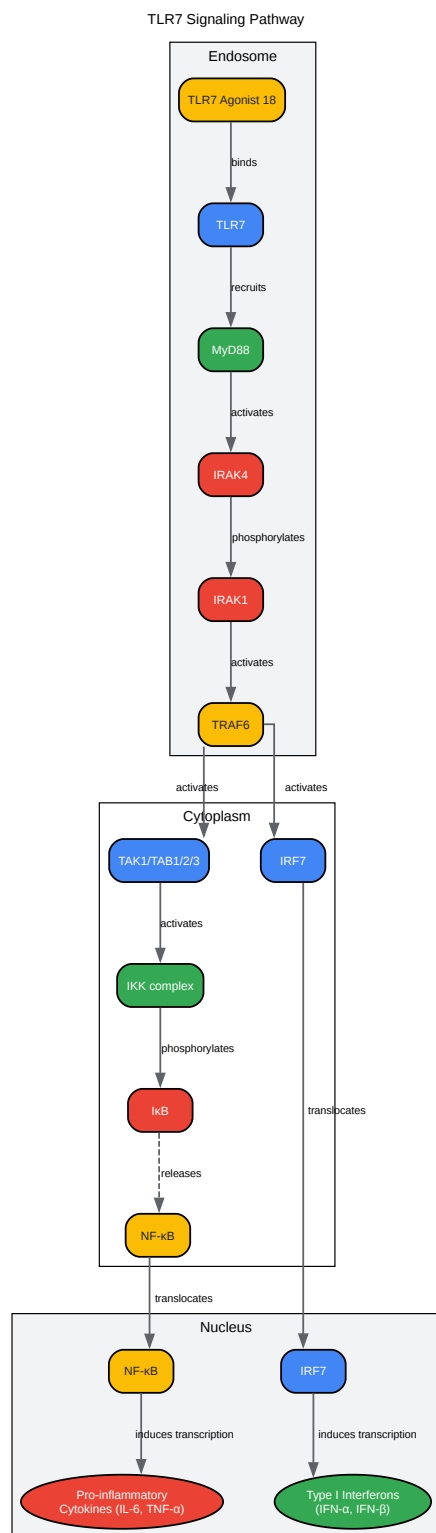 TLR7 Signaling Pathway
Endosome
TLR7 Agonist 18
binds
TLR7
recruits
MyD88
activates
IRAK4
phosphorylates
IRAK1
activates
TRAF6
activates
activates
Cytoplasm
TAK1/TAB1/2/3
IRF7
activates
IKK complex
phosphorylates
IκB
translocates
releases
NF-κB
translocates
Nucleus
NF-κB
IRF7
induces transcription
induces transcription
Pro-inflammatory
Cytokines (IL-6, TNF-α)
Type I Interferons
(IFN-α, IFN-β)